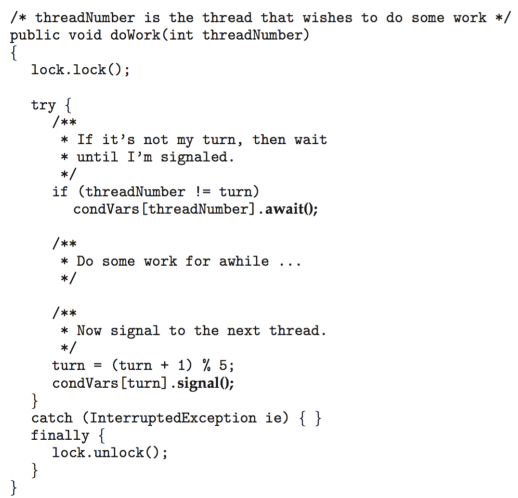 /* threadNumber is the thread that wishes to do some work */
public void doWork(int threadNumber)
{
lock.lock();
try {
/**
* If it's not my turn, then wait
* until I'm signaled.
*/
if (threadNumber != turn)
condVars[threadNumber].await();
/**
* Do some work for awhile ...
*/
/**
* Now signal to the next thread.
*/
turn = (turn + 1) % 5;
condVars[turn].signal();
}
catch (InterruptedException ie) { }
finally {
lock.unlock();
}
}